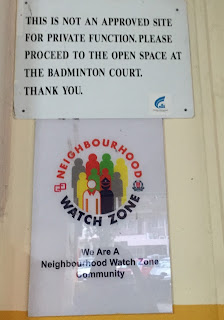 THIS IS NOT AN APPROVED SITE
FOR PRIVATE FUNCTION. PLEASE
PROCEED TO THE OPEN SPACE AT
THE BADMINTON COURT.
THANK YOU.
NEIGHBOURHOOD
WATCH ZONE
We Are A
Neighbourhood Watch Zone
Community